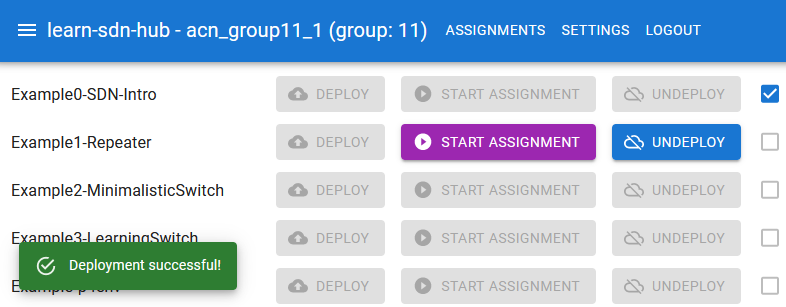 learn-sdn-hub - acn_group11_1 (group: 11) ASSIGNMENTS SETTINGS LOGOUT
Example0-SDN-Intro DEPLOY START ASSIGNMENT UNDEPLOY
Example1-Repeater DEPLOY START ASSIGNMENT UNDEPLOY
Example2-MinimalisticSwitch DEPLOY START ASSIGNMENT UNDEPLOY
Example3-LearningSwitch DEPLOY START ASSIGNMENT UNDEPLOY
Deployment successful!
DEPLOY START ASSIGNMENT UNDEPLOY